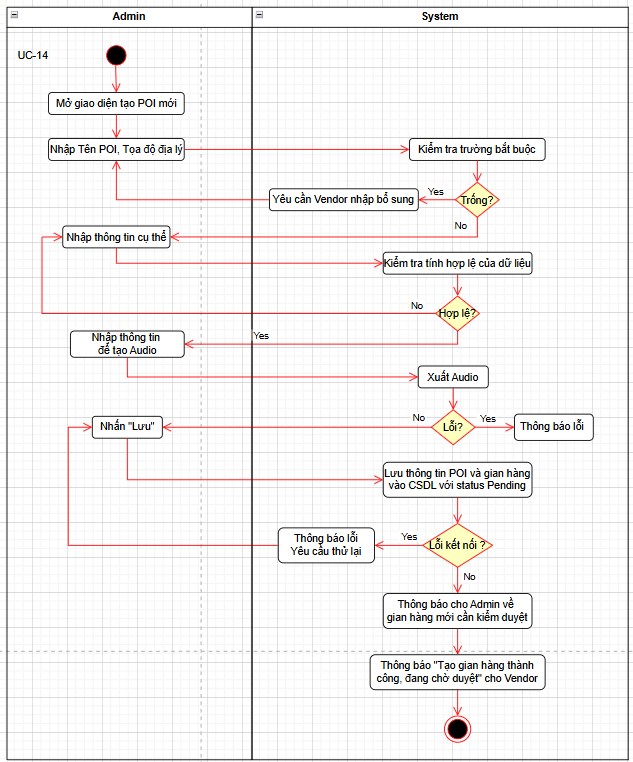 Admin
System
UC-14
Mở giao diện tạo POI mới
Nhập Tên POI, Tọa độ địa lý
Kiểm tra trường bắt buộc
Yêu cần Vendor nhập bổ sung
Yes
Trống?
No
Nhập thông tin cụ thể
Kiểm tra tính hợp lệ của dữ liệu
No
Hợp lệ?
Yes
Nhập thông tin
để tạo Audio
Xuất Audio
Nhấn "Lưu"
No
Lỗi?
Yes
Thông báo lỗi
Lưu thông tin POI và gian hàng
vào CSDL với status Pending
Thông báo lỗi
Yêu cầu thử lại
Yes
Lỗi kết nối ?
No
Thông báo cho Admin về
gian hàng mới cần kiểm duyệt
Thông báo "Tạo gian hàng thành
công, đang chờ duyệt" cho Vendor